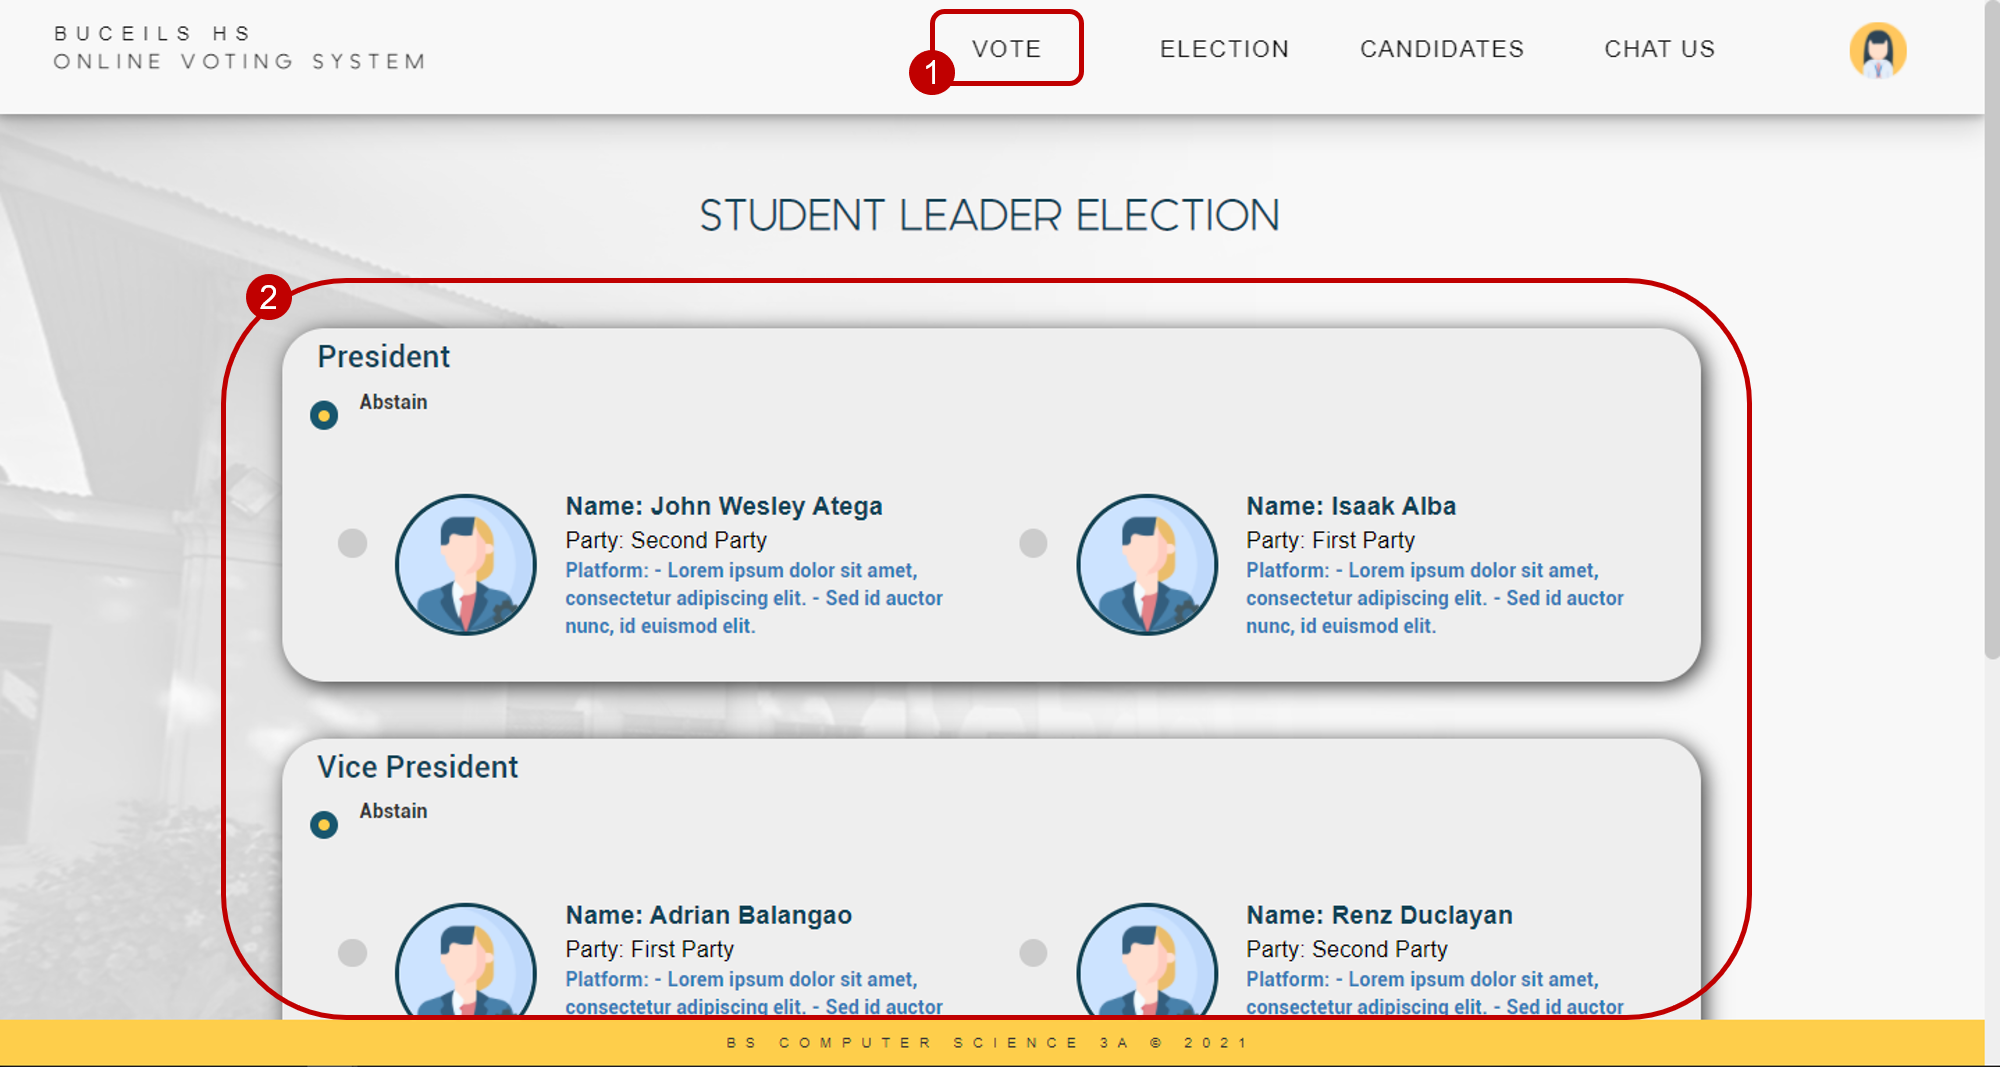 BUCEILS HS
ONLINE VOTING SYSTEM
VOTE
ELECTION
CANDIDATES
CHAT US
1
STUDENT LEADER ELECTION
2
President
Abstain
Name: John Wesley Atega
Party: Second Party
Platform: - Lorem ipsum dolor sit amet,
consectetur adipiscing elit. - Sed id auctor
nunc, id euismod elit.
Name: Isaak Alba
Party: First Party
Platform: - Lorem ipsum dolor sit amet,
consectetur adipiscing elit. - Sed id auctor
nunc, id euismod elit.
Vice President
Abstain
Name: Adrian Balangao
Party: First Party
Platform: - Lorem ipsum dolor sit amet,
consectetur adipiscing elit. - Sed id auctor
Name: Renz Duclayan
Party: Second Party
Platform: - Lorem ipsum dolor sit amet,
consectetur adipiscing elit. - Sed id auctor
BS COMPUTER SCIENCE 3A © 2021